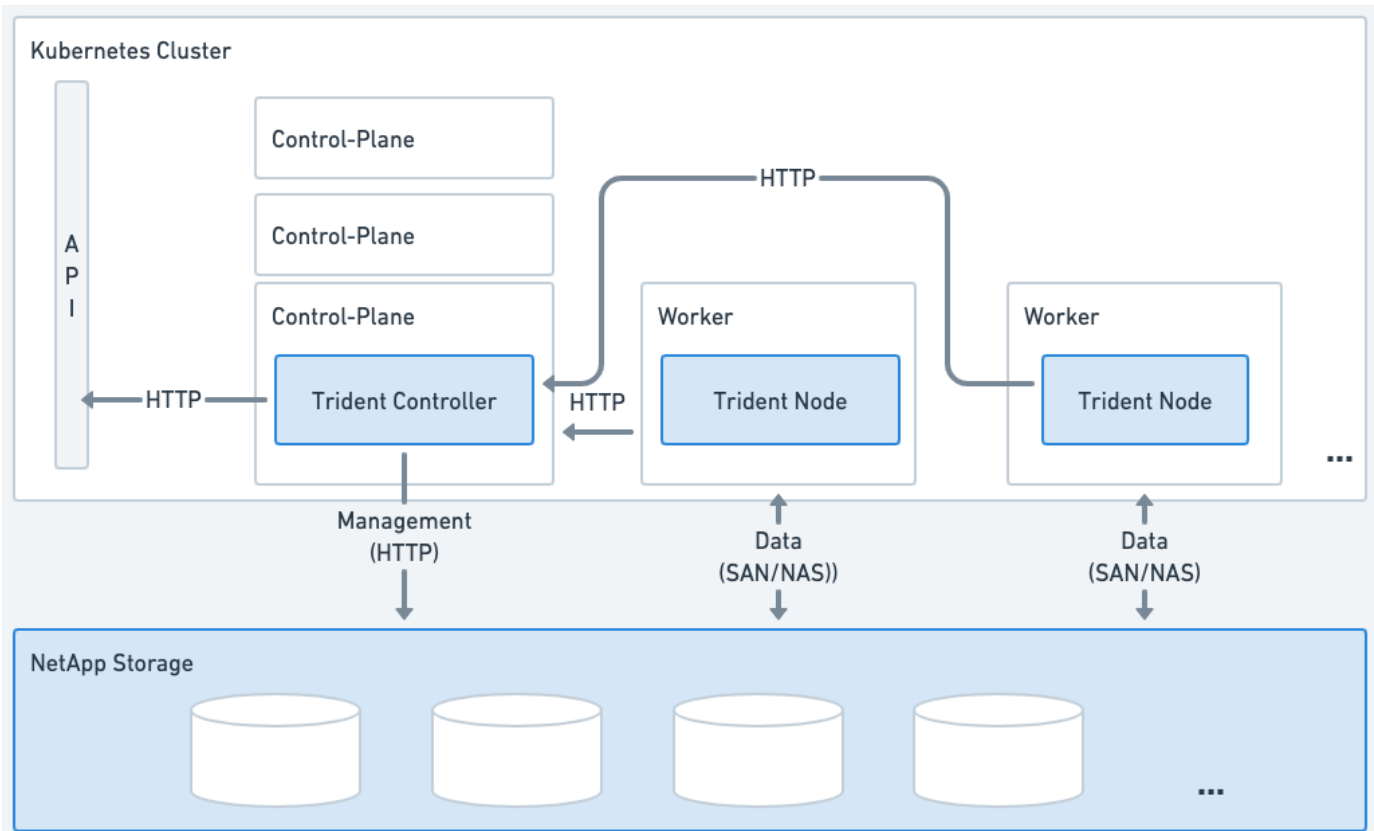 Kubernetes Cluster
A
P
I
Control-Plane
Control-Plane
Control-Plane
Trident Controller
HTTP
HTTP
HTTP
Worker
Trident Node
Worker
Trident Node
...
Management
(HTTP)
Data
(SAN/NAS))
Data
(SAN/NAS)
NetApp Storage
...